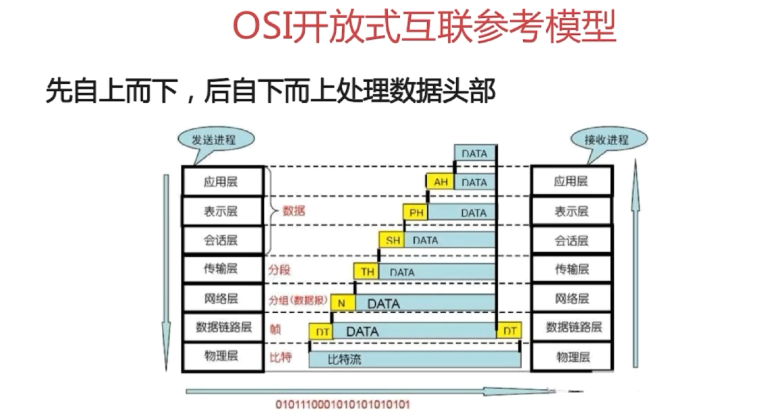 OSI开放式互联参考模型
先自上而下，后自下而上处理数据头部
发送进程
接收进程
DATA
应用层
AH DATA
应用层
表示层
数据
PH DATA
表示层
会话层
SH DATA
会话层
传输层
分段
TH DATA
传输层
网络层
分组(数据报)
N DATA
网络层
数据链路层
帧
DT DATA DT
数据链路层
物理层
比特
比特流
物理层
0101110001010101010101